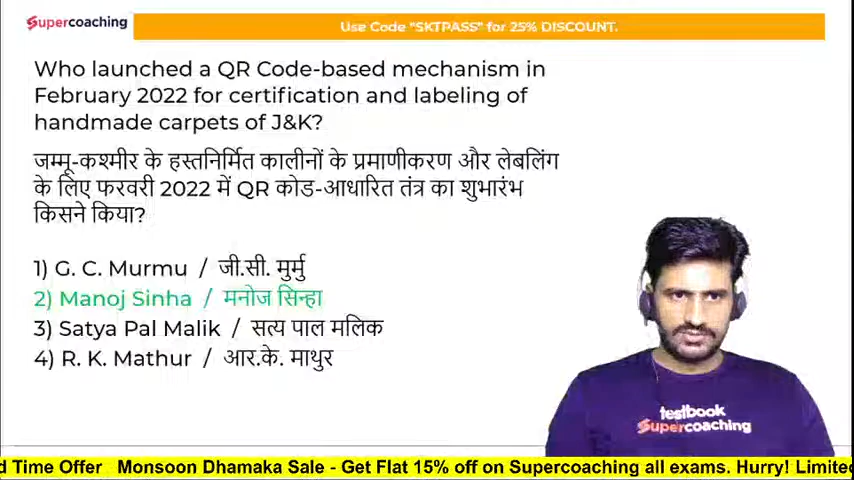 Supercoaching
Use Code "SKTPASS" for 25% DISCOUNT.
Who launched a QR Code-based mechanism in
February 2022 for certification and labeling of
handmade carpets of J&K?
जम्मू-कश्मीर के हस्तनिर्मित कालीनों के प्रमाणीकरण और लेबलिंग
के लिए फरवरी 2022 में QR कोड-आधारित तंत्र का शुभारंभ
किसने किया?
1) G. C. Murmu / जी.सी. मुर्मु
2) Manoj Sinha / मनोज सिन्हा
3) Satya Pal Malik / सत्य पाल मलिक
4) R. K. Mathur / आर.के. माथुर
testbook
Supercoaching
d Time Offer Monsoon Dhamaka Sale - Get Flat 15% off on Supercoaching all exams. Hurry! Limite